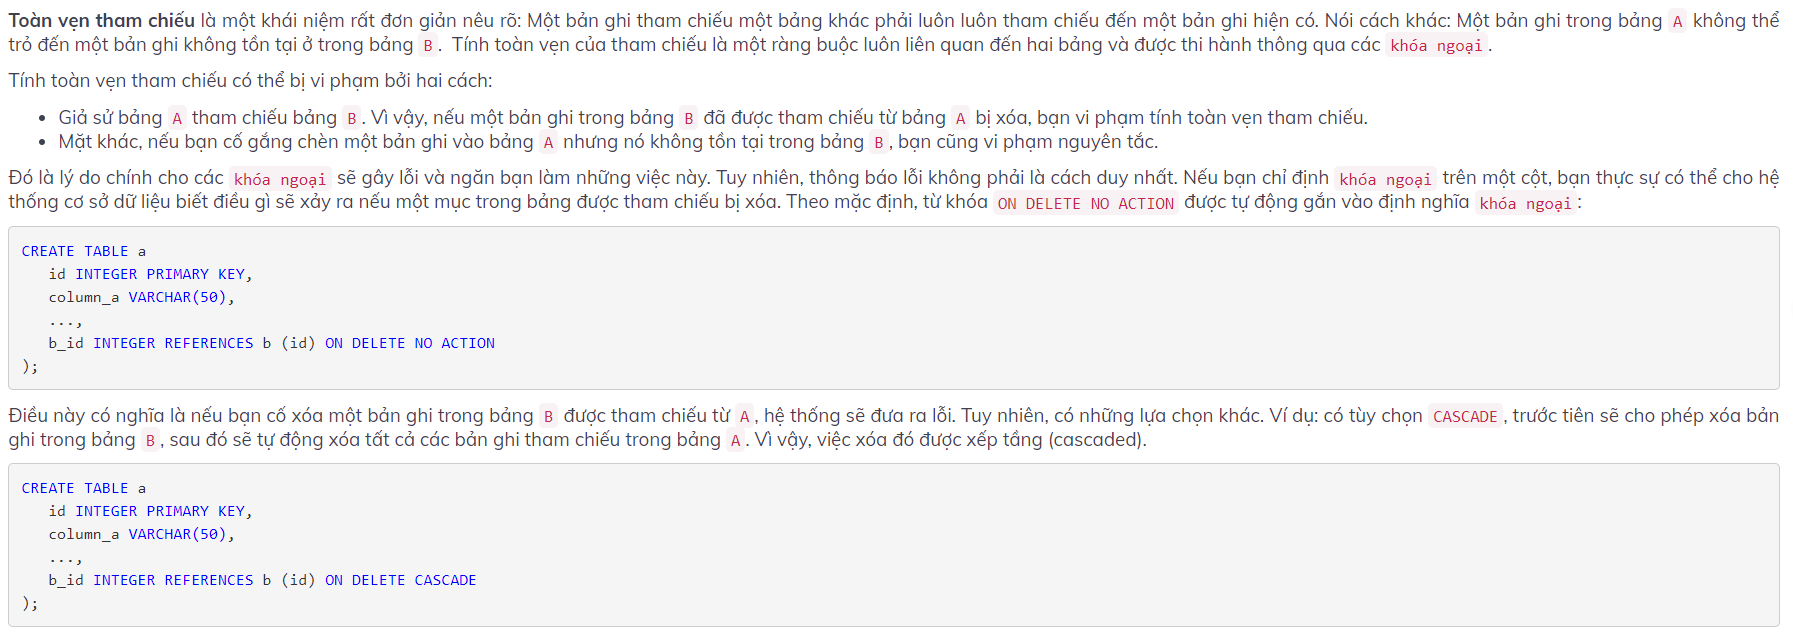 Toàn vẹn tham chiếu là một khái niệm rất đơn giản nêu rõ: Một bản ghi tham chiếu một bảng khác phải luôn luôn tham chiếu đến một bản ghi hiện có. Nói cách khác: Một bản ghi trong bảng A không thể
trỏ đến một bản ghi không tồn tại ở trong bảng B. Tính toàn vẹn của tham chiếu là một ràng buộc luôn liên quan đến hai bảng và được thi hành thông qua các khóa ngoại.
Tính toàn vẹn tham chiếu có thể bị vi phạm bởi hai cách:
• Giả sử bảng A tham chiếu bảng B. Vì vậy, nếu một bản ghi trong bảng B đã được tham chiếu từ bảng A bị xóa, bạn vi phạm tính toàn vẹn tham chiếu.
• Mặt khác, nếu bạn cố gắng chèn một bản ghi vào bảng A nhưng nó không tồn tại trong bảng B, bạn cũng vi phạm nguyên tắc.
Đó là lý do chính cho các khóa ngoại sẽ gây lỗi và ngăn bạn làm những việc này. Tuy nhiên, thông báo lỗi không phải là cách duy nhất. Nếu bạn chỉ định khóa ngoại trên một cột, bạn thực sự có thể cho hệ
thống cơ sở dữ liệu biết điều gì sẽ xảy ra nếu một mục trong bảng được tham chiếu bị xóa. Theo mặc định, từ khóa ON DELETE NO ACTION được tự động gắn vào định nghĩa khóa ngoại:
CREATE TABLE a
id INTEGER PRIMARY KEY,
column_a VARCHAR(50),
...,
b_id INTEGER REFERENCES b (id) ON DELETE NO ACTION
);
Điều này có nghĩa là nếu bạn cố xóa một bản ghi trong bảng B được tham chiếu từ A, hệ thống sẽ đưa ra lỗi. Tuy nhiên, có những lựa chọn khác. Ví dụ: có tùy chọn CASCADE, trước tiên sẽ cho phép xóa bản
ghi trong bảng B, sau đó sẽ tự động xóa tất cả các bản ghi tham chiếu trong bảng A. Vì vậy, việc xóa đó được xếp tầng (cascaded).
CREATE TABLE a
id INTEGER PRIMARY KEY,
column_a VARCHAR(50),
...,
b_id INTEGER REFERENCES b (id) ON DELETE CASCADE
);